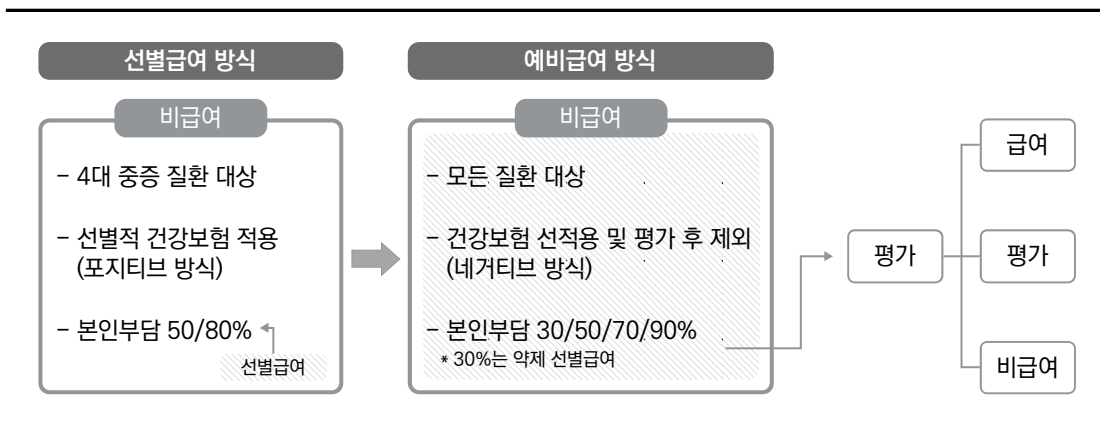 선별급여 방식
비급여
– 4대 중증 질환 대상
– 선별적 건강보험 적용
(포지티브 방식)
– 본인부담 50/80%
선별급여
예비급여 방식
비급여
– 모든 질환 대상
– 건강보험 선적용 및 평가 후 제외
(네거티브 방식)
– 본인부담 30/50/70/90%
* 30%는 약제 선별급여
평가
급여
평가
비급여